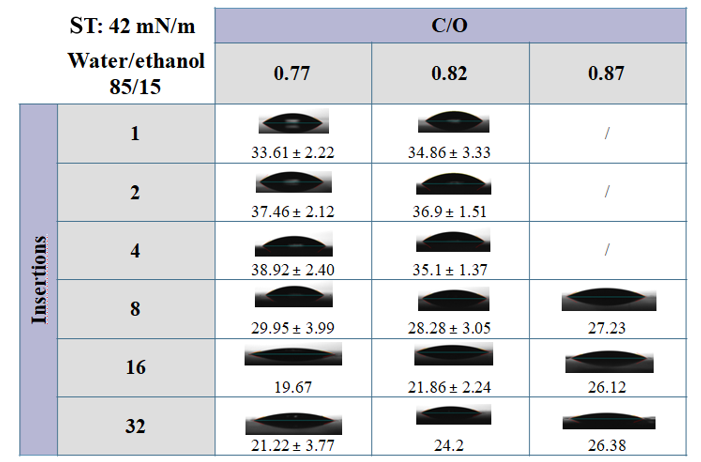 ST: 42 mN/m
C/O
Water/ethanol
85/15
0.77
0.82
0.87
Insertions
1
33.61 ± 2.22
34.86 ± 3.33
/
2
37.46 ± 2.12
36.9 ± 1.51
/
4
38.92 ± 2.40
35.1 ± 1.37
/
8
29.95 ± 3.99
28.28 ± 3.05
27.23
16
19.67
21.86 ± 2.24
26.12
32
21.22 ± 3.77
24.2
26.38